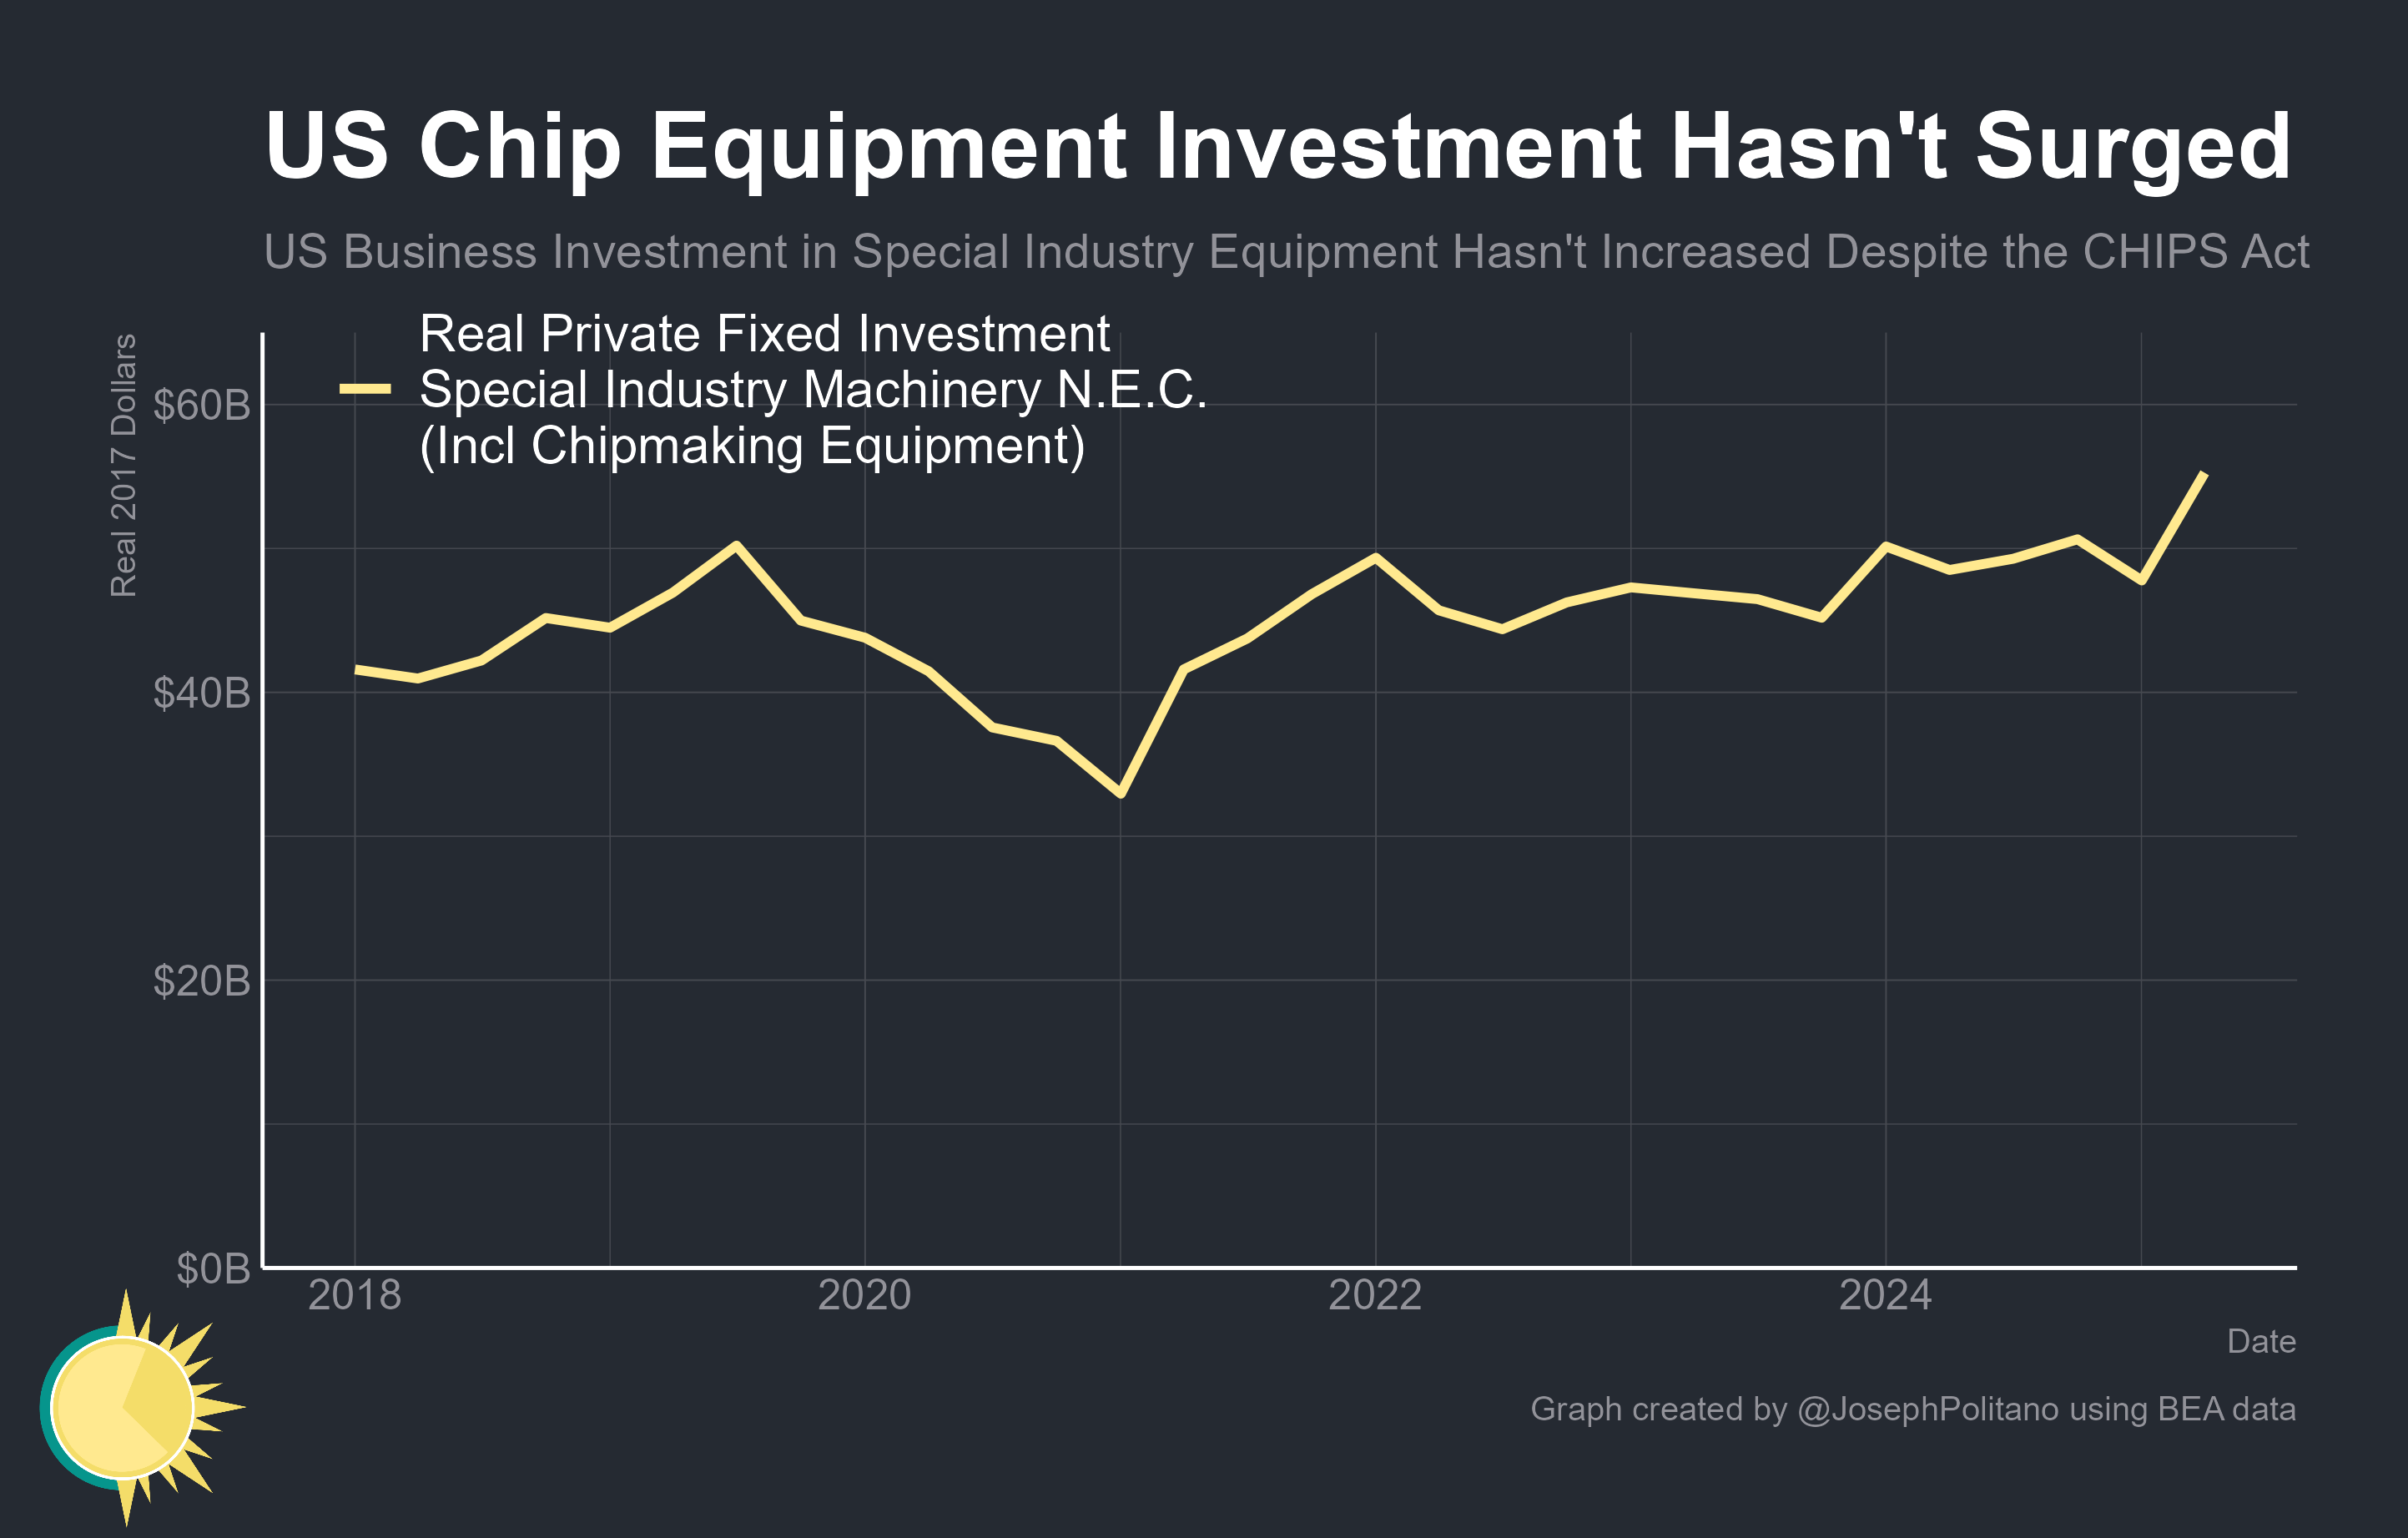 US Chip Equipment Investment Hasn't Surged
US Business Investment in Special Industry Equipment Hasn't Increased Despite the CHIPS Act
Real Private Fixed Investment
Special Industry Machinery N.E.C.
(Incl Chipmaking Equipment)
Real 2017 Dollars
$60B
$40B
$20B
$0B
2018
2020
2022
2024
Date
Graph created by @JosephPolitano using BEA data